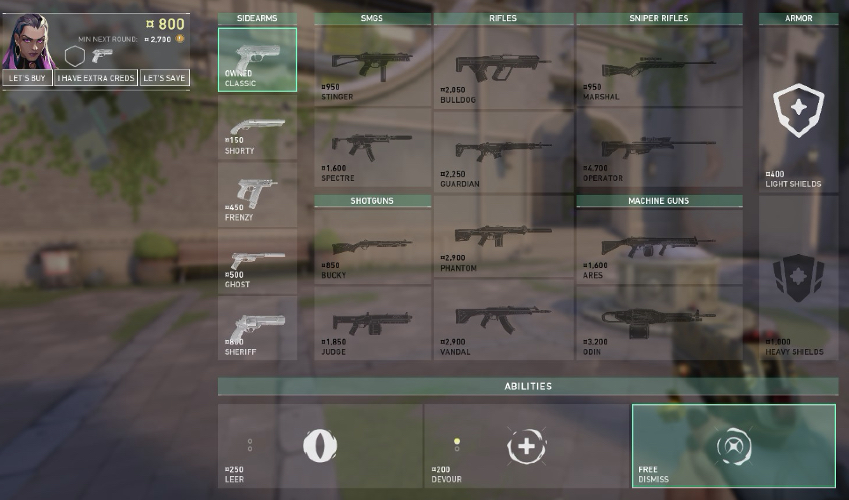 ¤ 800
MIN NEXT ROUND: ¤ 2,700
LET'S BUY
I HAVE EXTRA CREDS
LET'S SAVE
SIDEARMS
OWNED
CLASSIC
¤150
SHORTY
¤450
FRENZY
¤500
GHOST
¤800
SHERIFF
SMGS
¤950
STINGER
¤1,600
SPECTRE
SHOTGUNS
¤850
BUCKY
¤1,850
JUDGE
RIFLES
¤2,050
BULLDOG
¤2,250
GUARDIAN
¤2,900
PHANTOM
¤2,900
VANDAL
SNIPER RIFLES
¤950
MARSHAL
¤4,700
OPERATOR
MACHINE GUNS
¤1,600
ARES
¤3,200
ODIN
ARMOR
¤400
LIGHT SHIELDS
¤1,000
HEAVY SHIELDS
ABILITIES
¤250
LEER
¤200
DEVOUR
FREE
DISMISS